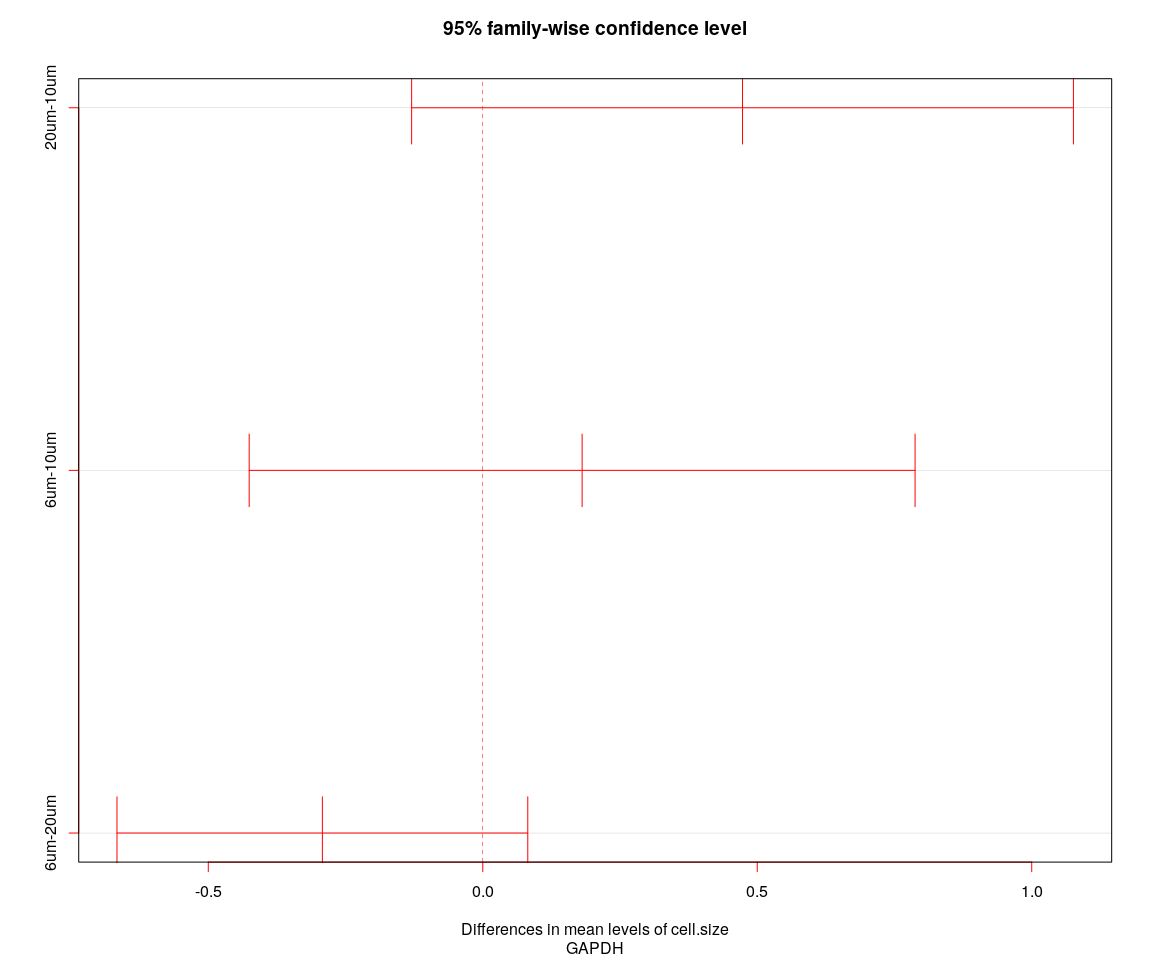 95% family-wise confidence level
20um-10um
6um-10um
6um-20um
-0.5 0.0 0.5 1.0
Differences in mean levels of cell.size
GAPDH